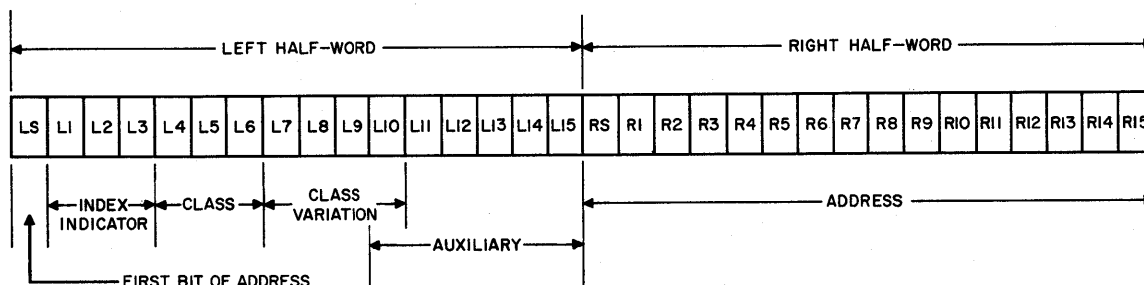 LEFT HALF-WORD RIGHT HALF-WORD
LS L1 L2 L3 L4 L5 L6 L7 L8 L9 L10 L11 L12 L13 L14 L15 RS R1 R2 R3 R4 R5 R6 R7 R8 R9 R10 R11 R12 R13 R14 R15
INDEX INDICATOR
CLASS
CLASS VARIATION
ADDRESS
AUXILIARY
FIRST BIT OF ADDRESS